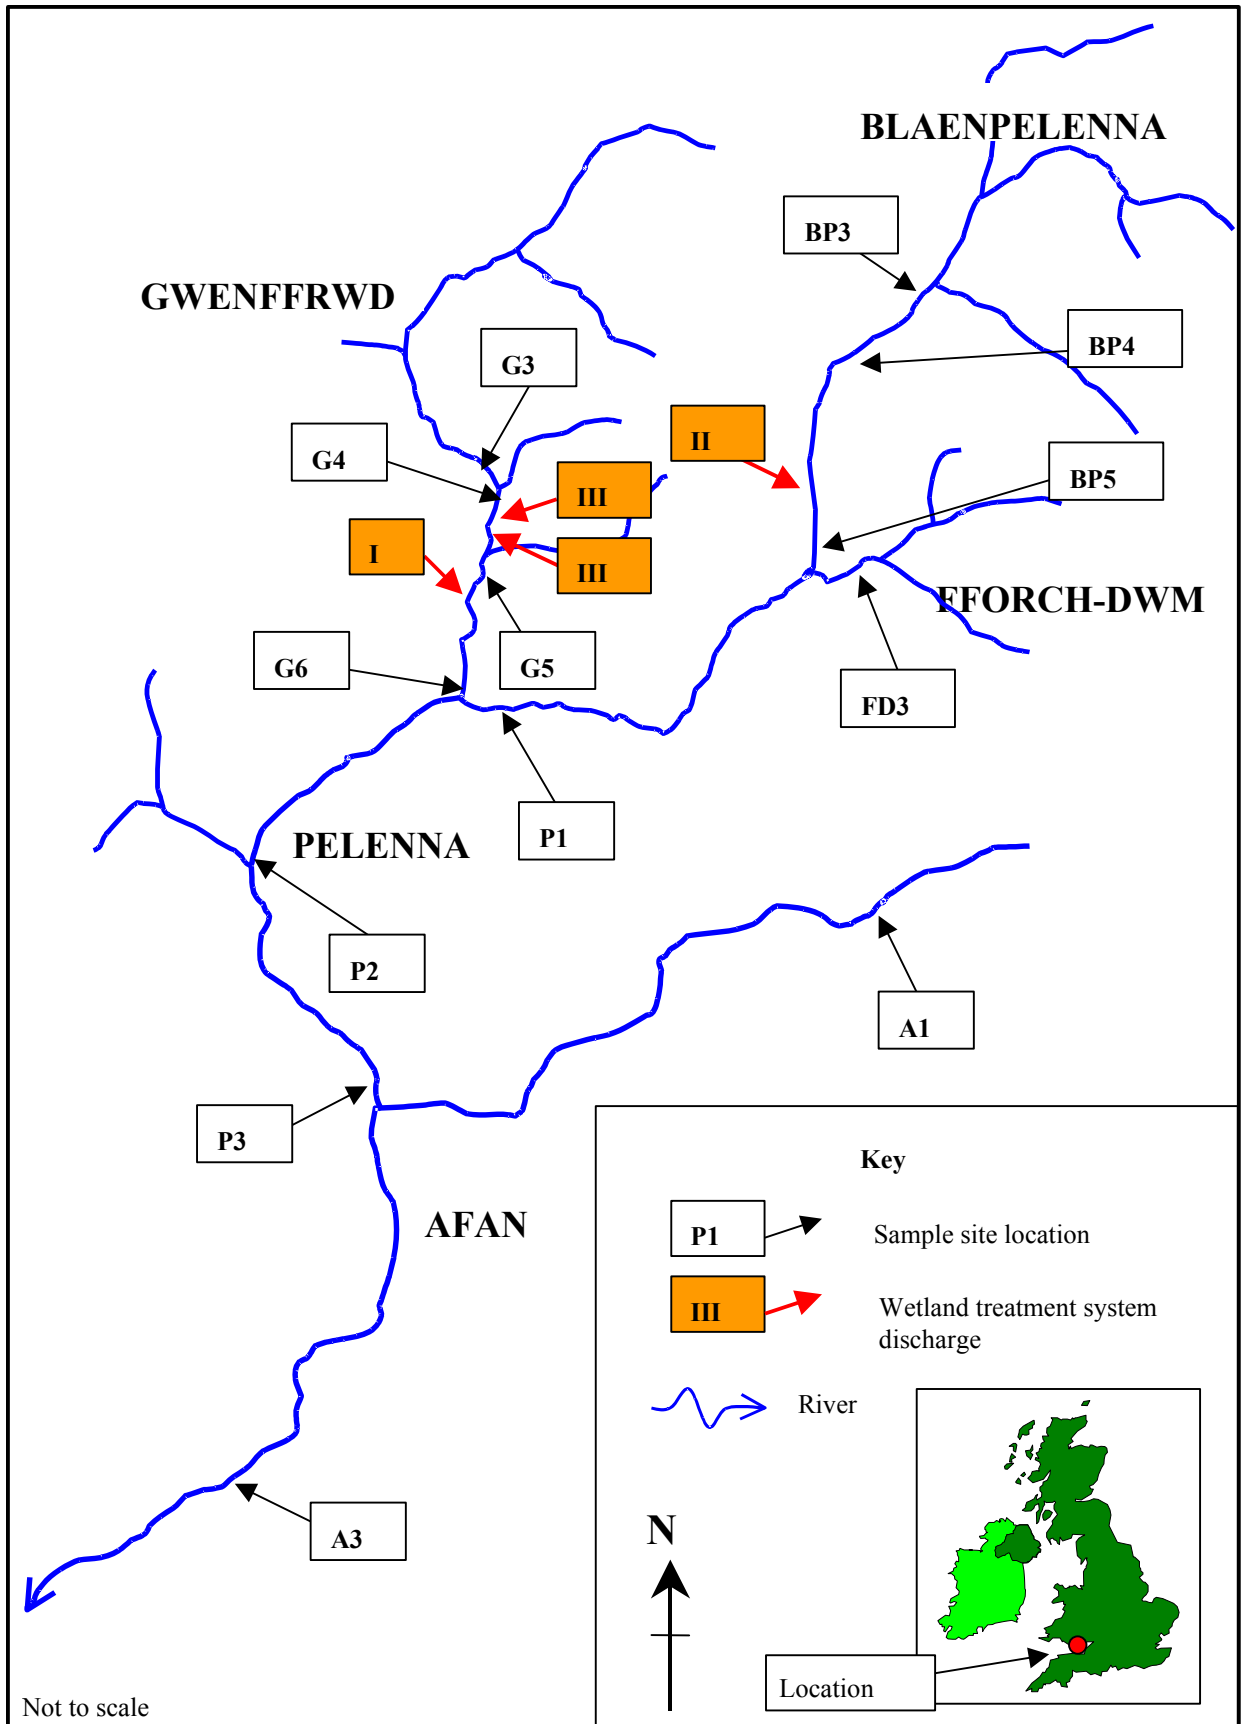 BLAENPELENNA
BP3
GWENFFRWD
BP4
G3
II
G4
BP5
III
I
III
FFORCH-DWM
G6
G5
FD3
P1
PELENNA
P2
A1
P3
Key
AFAN
P1
Sample site location
III
Wetland treatment system
discharge
River
A3
N
Location
Not to scale